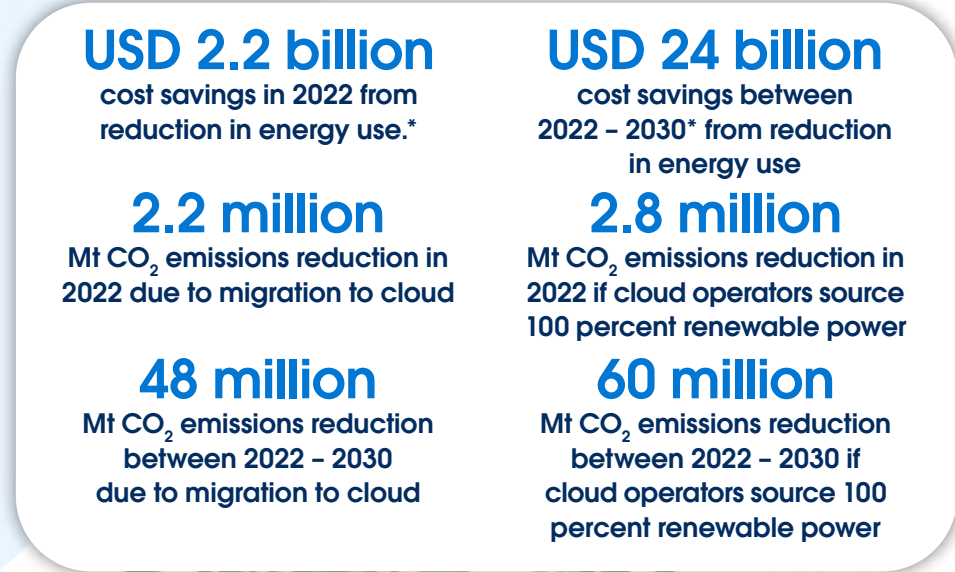 USD 2.2 billion
cost savings in 2022 from
reduction in energy use.*
USD 24 billion
cost savings between
2022 – 2030* from reduction
in energy use
2.2 million
Mt CO₂ emissions reduction in
2022 due to migration to cloud
2.8 million
Mt CO₂ emissions reduction in
2022 if cloud operators source
100 percent renewable power
48 million
Mt CO₂ emissions reduction
between 2022 – 2030
due to migration to cloud
60 million
Mt CO₂ emissions reduction
between 2022 – 2030 if
cloud operators source 100
percent renewable power